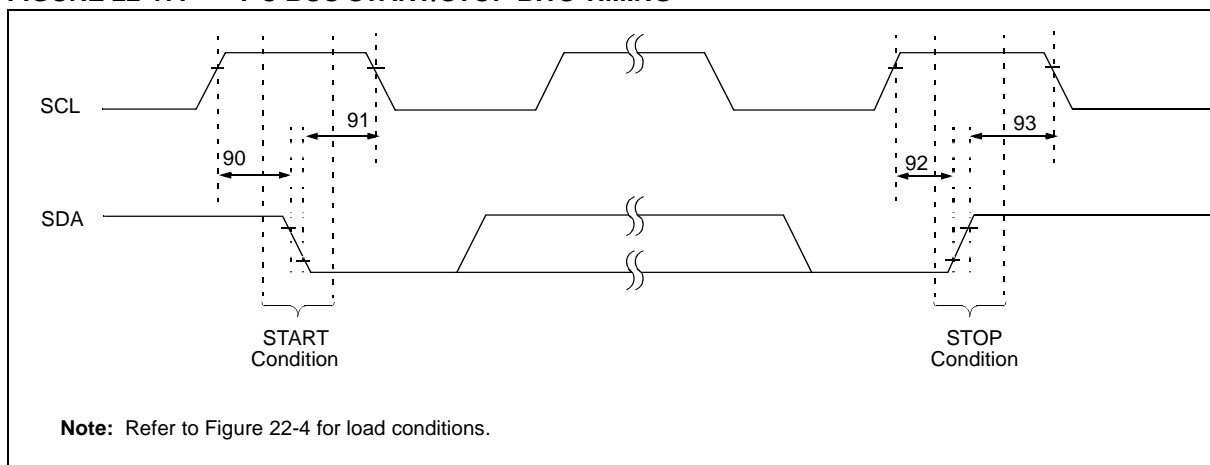 SCL
91
93
90
92
SDA
START
Condition
STOP
Condition
Note: Refer to Figure 22-4 for load conditions.